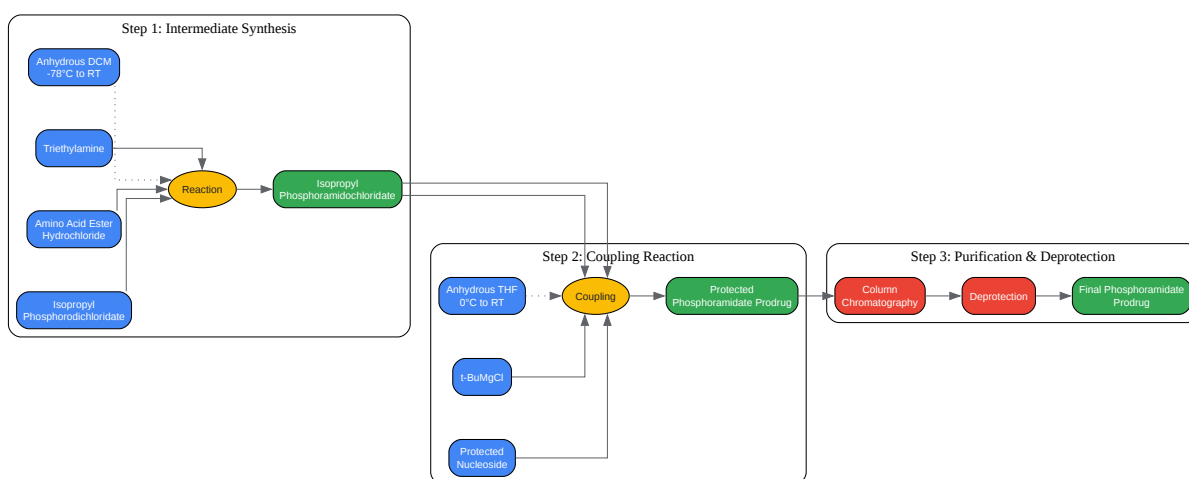 Step 1: Intermediate Synthesis
Anhydrous DCM
-78°C to RT
Triethylamine
Reaction
Isopropyl
Phosphoramidochloridate
Amino Acid Ester
Hydrochloride
Isopropyl
Phosphorodichloridate
Step 2: Coupling Reaction
Anhydrous THF
0°C to RT
Coupling
Protected
Phosphoramidate Prodrug
t-BuMgCl
Protected
Nucleoside
Step 3: Purification & Deprotection
Column
Chromatography
Deprotection
Final Phosphoramidate
Prodrug